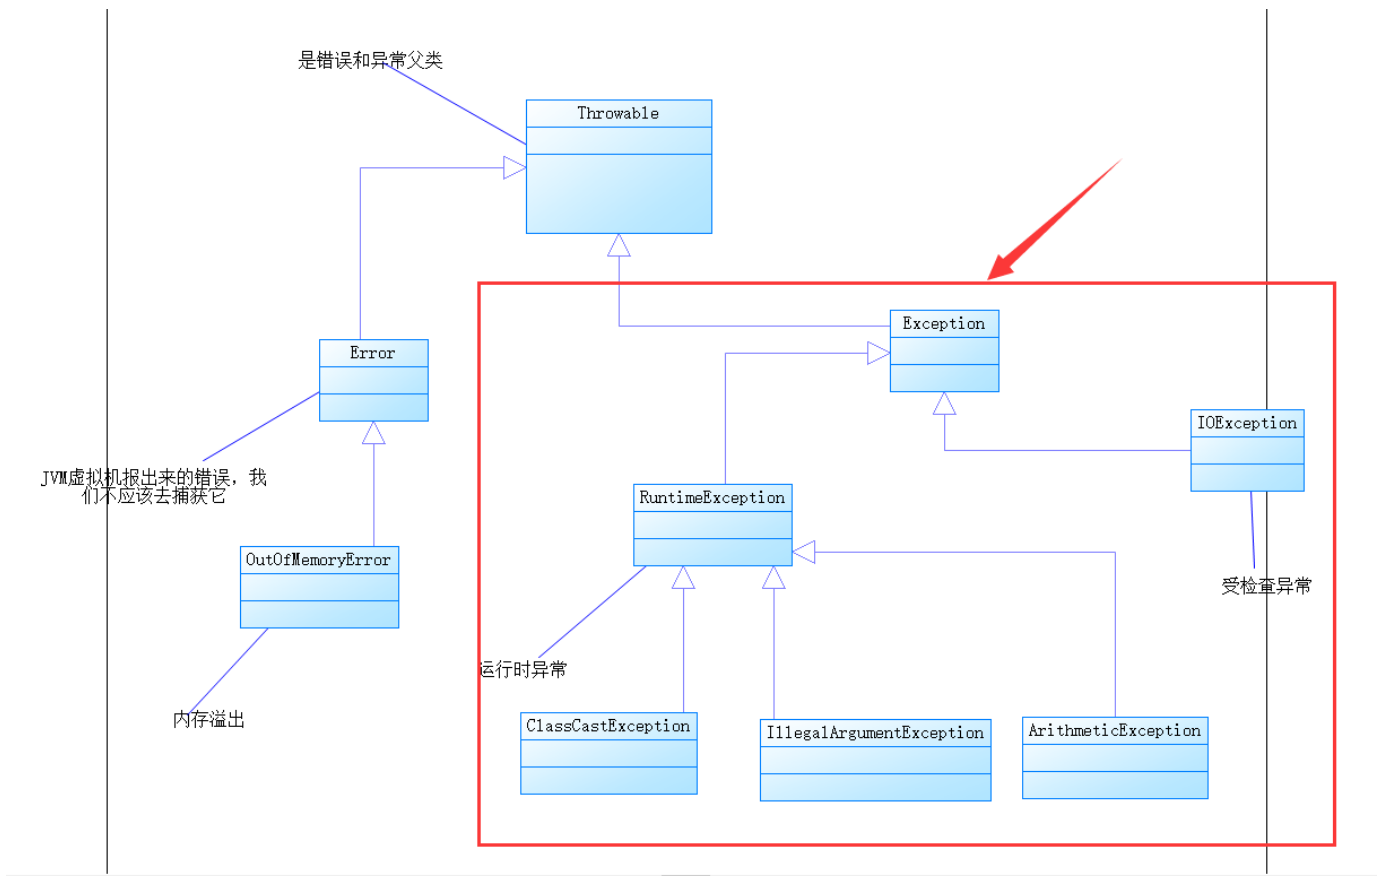 是错误和异常父类
Throwable
Exception
Error
IOException
JVM虚拟机报出来的错误，我
们不应该去捕获它
RuntimeException
OutOfMemoryError
受检查异常
运行时异常
内存溢出
ClassCastException
IllegalArgumentException
ArithmeticException